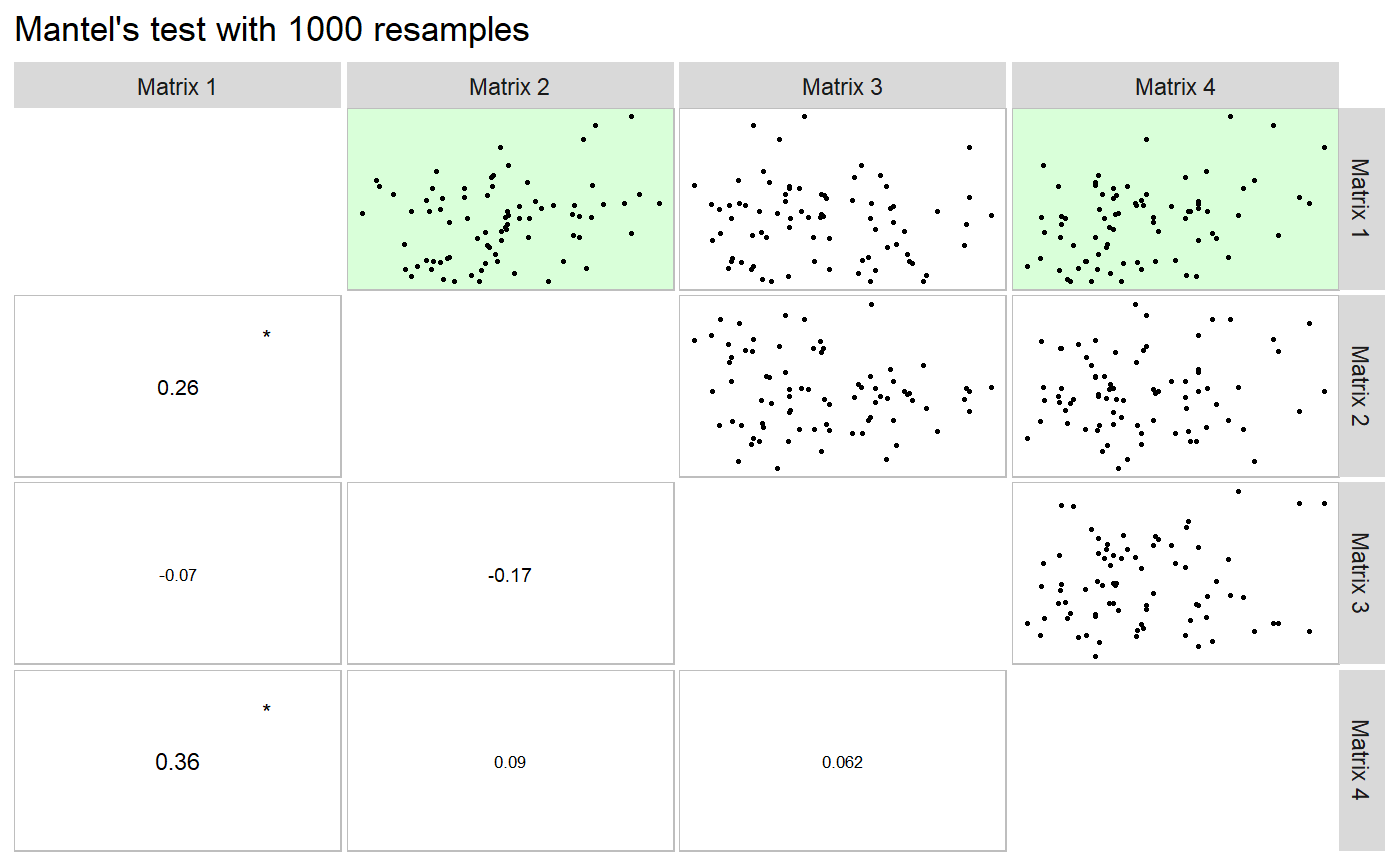 Mantel's test with 1000 resamples
Matrix 1
Matrix 2
Matrix 3
Matrix 4
Matrix 1
*
0.26
Matrix 2
-0.07
-0.17
Matrix 3
*
0.36
0.09
0.062
Matrix 4